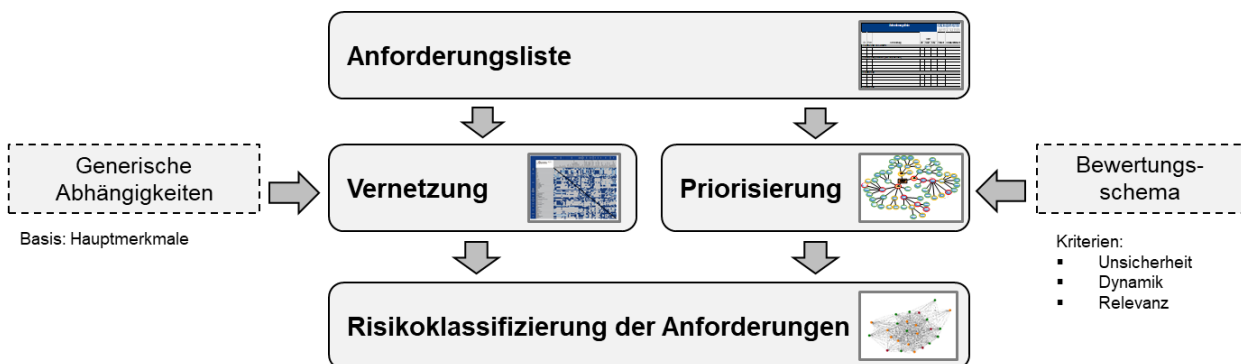 Anforderungsliste
Generische
Abhängigkeiten
Basis: Hauptmerkmale
Vernetzung
Priorisierung
Bewertungs-
schema
Kriterien:
▪ Unsicherheit
▪ Dynamik
▪ Relevanz
Risikoklassifizierung der Anforderungen